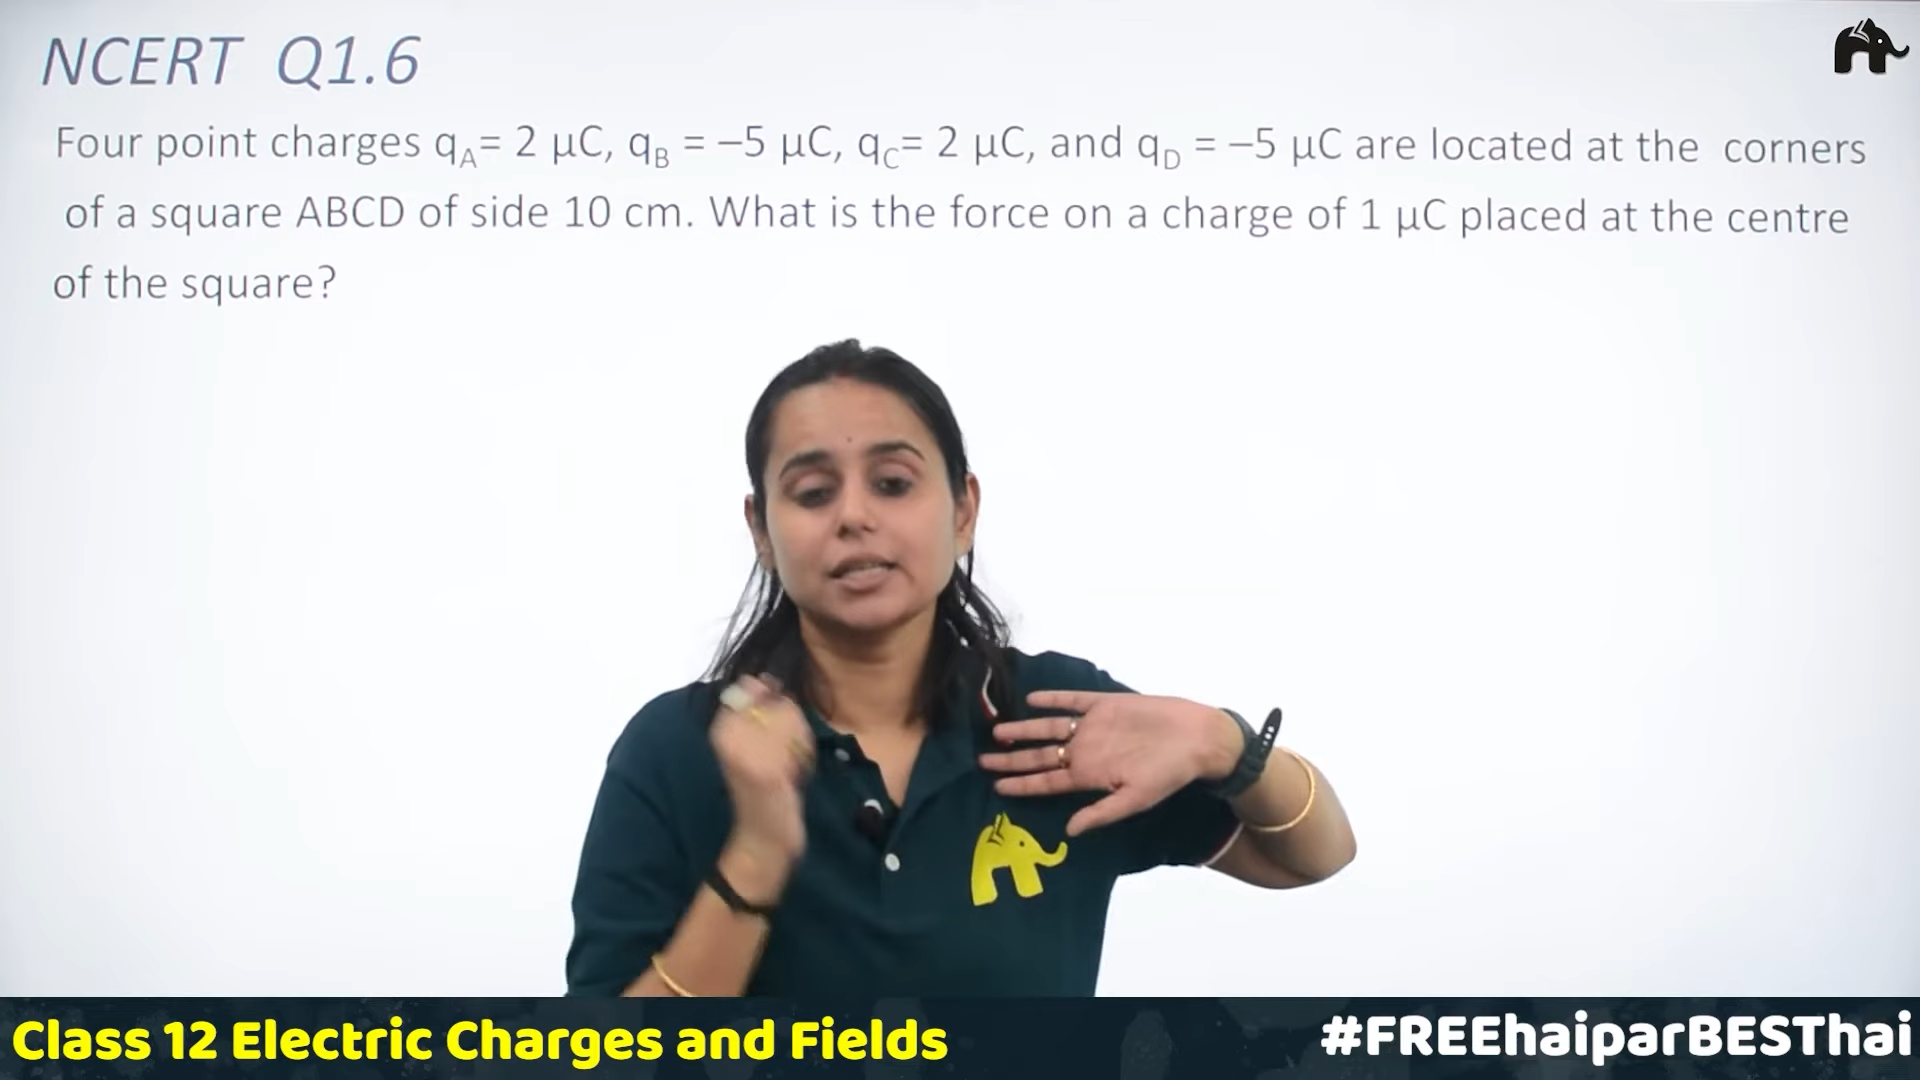 NCERT Q1.6
Four point charges qA= 2 μC, qB = –5 μC, qC= 2 μC, and qD = –5 μC are located at the corners
of a square ABCD of side 10 cm. What is the force on a charge of 1 μC placed at the centre
of the square?
Class 12 Electric Charges and Fields
#FREEhaiparBESThai